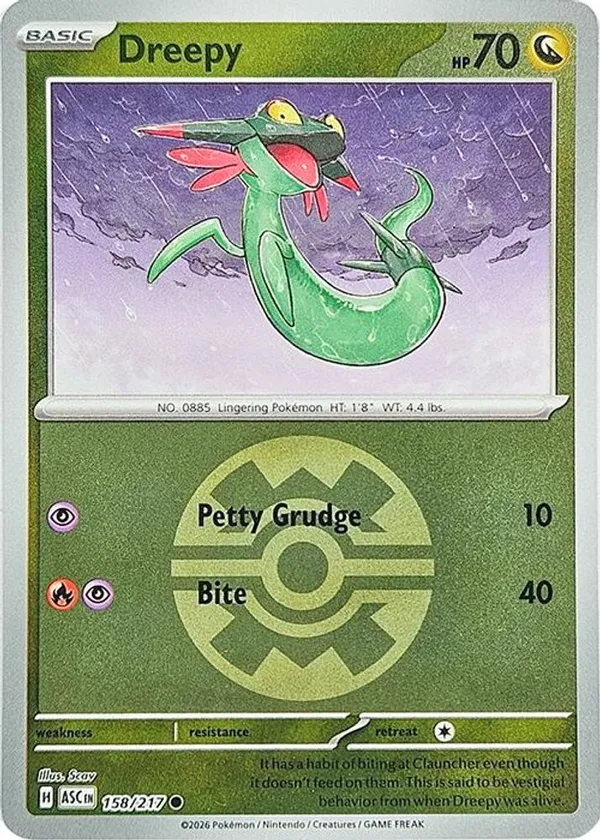 BASIC
Dreepy
HP 70
NO. 0885 Lingering Pokémon HT: 1'8" WT: 4.4 lbs.
Petty Grudge 10
Bite 40
weakness resistance retreat
Illus. Scav
It has a habit of biting at Clauncher even though
it doesn't feed on them. This is said to be vestigial
behavior from when Dreepy was alive.
H ASC EN 158/217
©2026 Pokémon / Nintendo / Creatures / GAME FREAK